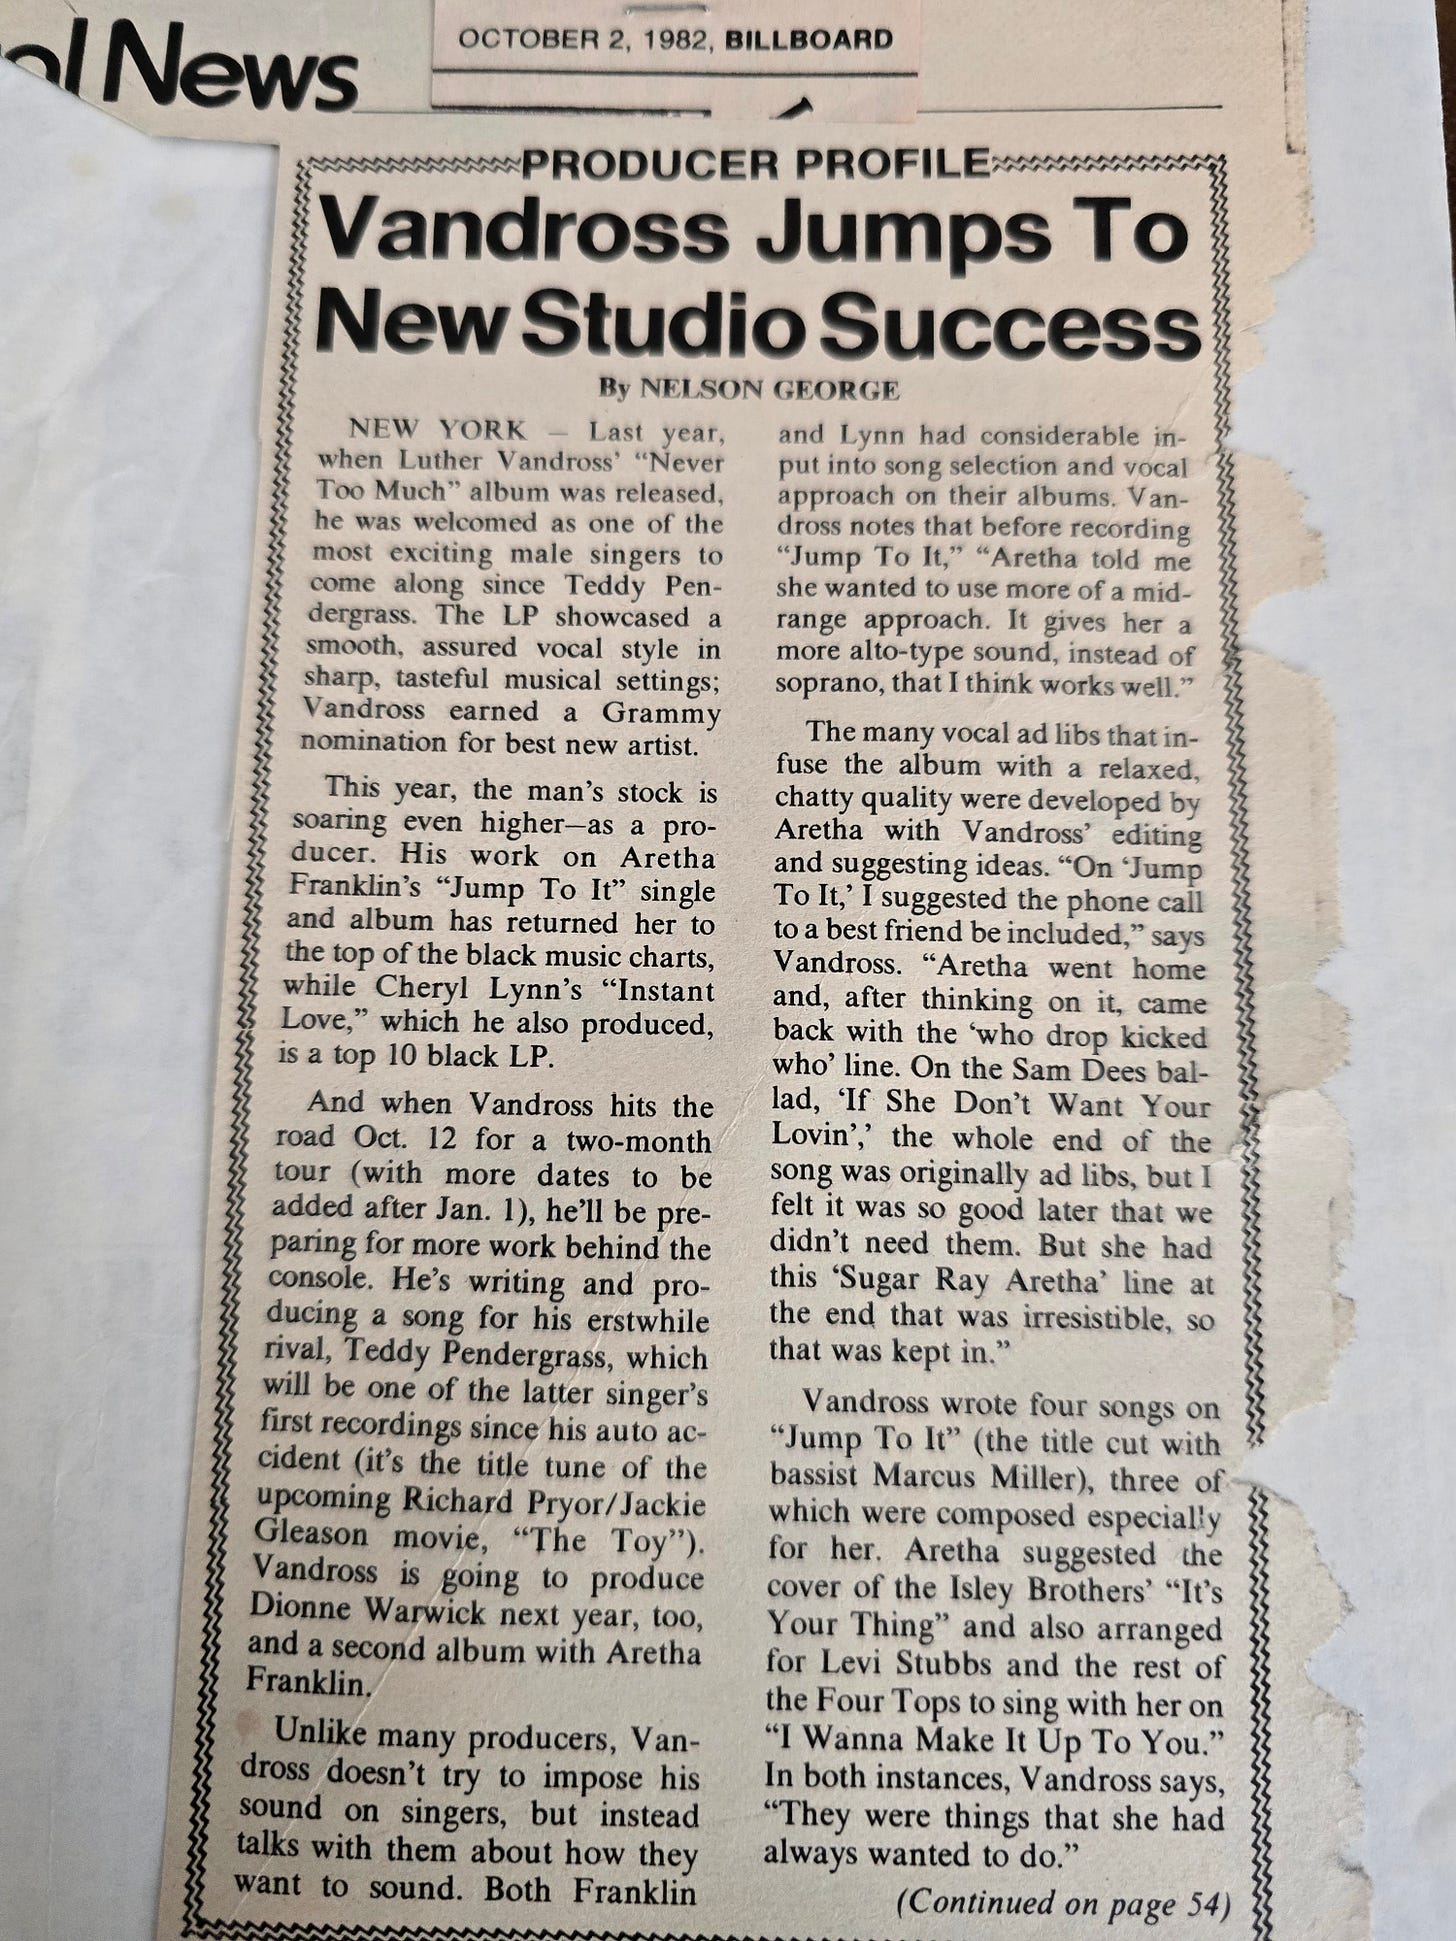 ol News
OCTOBER 2, 1982, BILLBOARD
PRODUCER PROFILE
Vandross Jumps To
New Studio Success
By NELSON GEORGE
NEW YORK — Last year,
when Luther Vandross' "Never
Too Much" album was released,
he was welcomed as one of the
most exciting male singers to
come along since Teddy Pen-
dergrass. The LP showcased a
smooth, assured vocal style in
sharp, tasteful musical settings;
Vandross earned a Grammy
nomination for best new artist.
This year, the man's stock is
soaring even higher—as a pro-
ducer. His work on Aretha
Franklin's "Jump To It" single
and album has returned her to
the top of the black music charts,
while Cheryl Lynn's "Instant
Love," which he also produced,
is a top 10 black LP.
And when Vandross hits the
road Oct. 12 for a two-month
tour (with more dates to be
added after Jan. 1), he'll be pre-
paring for more work behind the
console. He's writing and pro-
ducing a song for his erstwhile
rival, Teddy Pendergrass, which
will be one of the latter singer's
first recordings since his auto ac-
cident (it's the title tune of the
upcoming Richard Pryor/Jackie
Gleason movie, "The Toy").
Vandross is going to produce
Dionne Warwick next year, too,
and a second album with Aretha
Franklin.
Unlike many producers, Van-
dross doesn't try to impose his
sound on singers, but instead
talks with them about how they
want to sound. Both Franklin
and Lynn had considerable in-
put into song selection and vocal
approach on their albums. Van-
dross notes that before recording
"Jump To It," "Aretha told me
she wanted to use more of a mid-
range approach. It gives her a
more alto-type sound, instead of
soprano, that I think works well."
The many vocal ad libs that in-
fuse the album with a relaxed,
chatty quality were developed by
Aretha with Vandross' editing
and suggesting ideas. "On 'Jump
To It,' I suggested the phone call
to a best friend be included," says
Vandross. "Aretha went home
and, after thinking on it, came
back with the 'who drop kicked
who' line. On the Sam Dees bal-
lad, 'If She Don't Want Your
Lovin',' the whole end of the
song was originally ad libs, but I
felt it was so good later that we
didn't need them. But she had
this 'Sugar Ray Aretha' line at
the end that was irresistible, so
that was kept in."
Vandross wrote four songs on
"Jump To It" (the title cut with
bassist Marcus Miller), three of
which were composed especially
for her. Aretha suggested the
cover of the Isley Brothers' "It's
Your Thing" and also arranged
for Levi Stubbs and the rest of
the Four Tops to sing with her on
"I Wanna Make It Up To You."
In both instances, Vandross says,
"They were things that she had
always wanted to do."
(Continued on page 54)